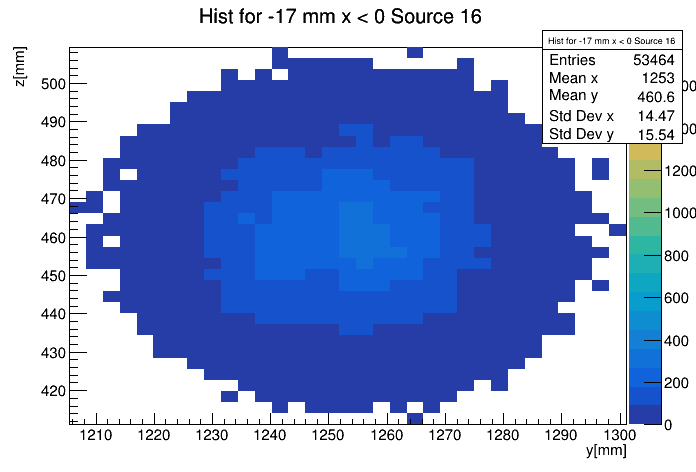 Hist for -17 mm x < 0 Source 16
Hist for -17 mm x < 0 Source 16
Entries 53464
Mean x 1253
Mean y 460.6
Std Dev x 14.47
Std Dev y 15.54
z[mm]
500
490
480
470
460
450
440
430
420
1200
1000
800
600
400
200
0
1210 1220 1230 1240 1250 1260 1270 1280 1290 1300
y[mm]